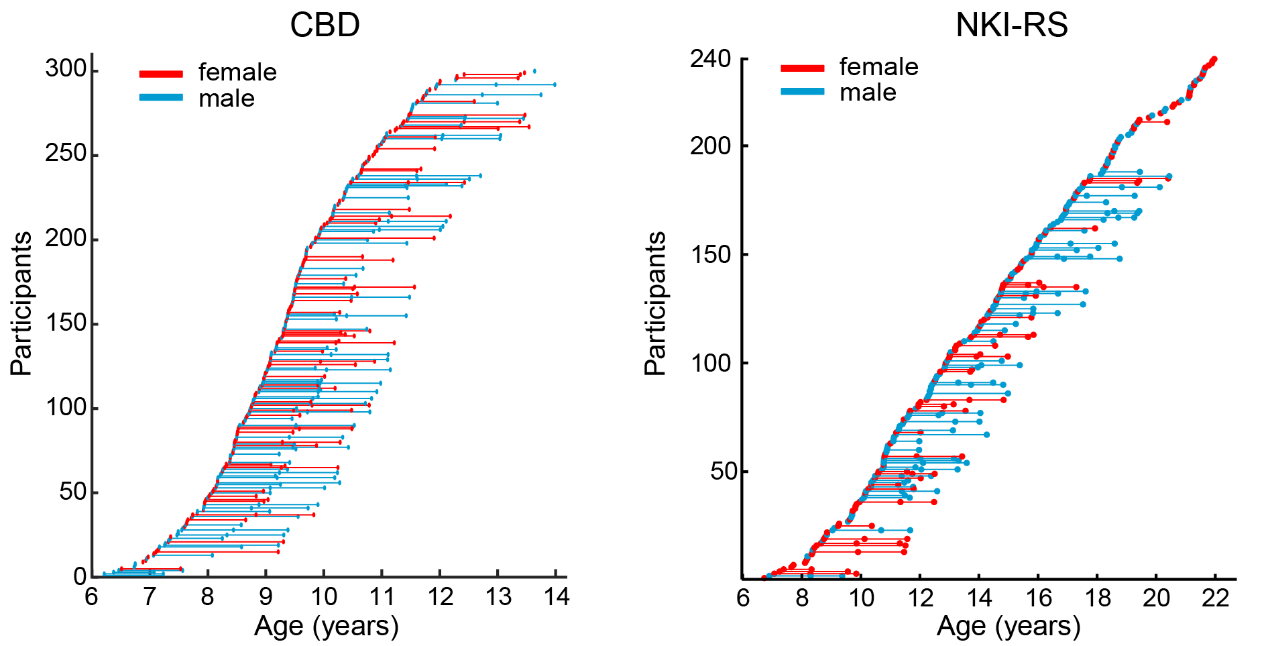 CBD
female
male
300
250
200
150
100
50
0
Participants
6 7 8 9 10 11 12 13 14
Age (years)
NKI-RS
female
male
240
200
150
100
50
Participants
6 8 10 12 14 16 18 20 22
Age (years)